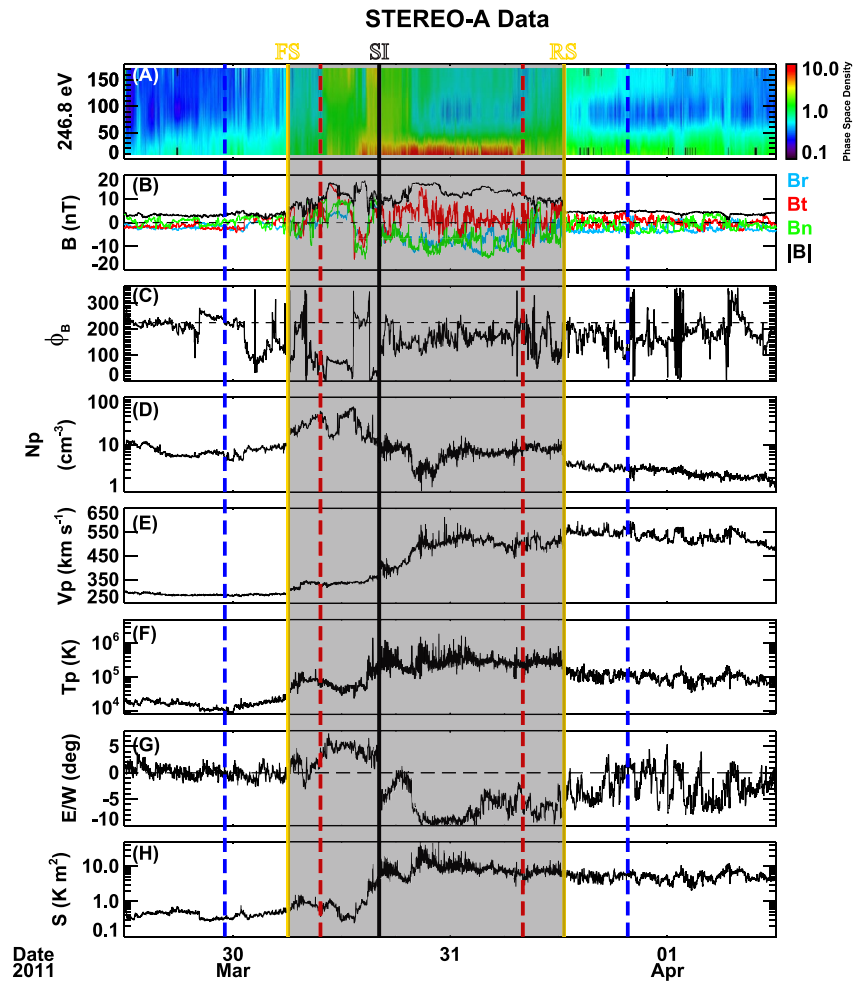 STEREO-A Data
FS SI RS
(A)
246.8 eV
150
100
50
0
10.0
1.0
0.1
Phase Space Density
(B)
B (nT)
20
10
0
-10
-20
Br
Bt
Bn
|B|
(C)
ϕB
300
200
100
0
(D)
Np
(cm⁻³)
100
10
1
(E)
Vp (km s⁻¹)
650
550
450
350
250
(F)
Tp (K)
10⁶
10⁵
10⁴
(G)
E/W (deg)
5
0
-5
-10
(H)
S (K m²)
10.0
1.0
0.1
Date 30 31 01
2011 Mar Apr